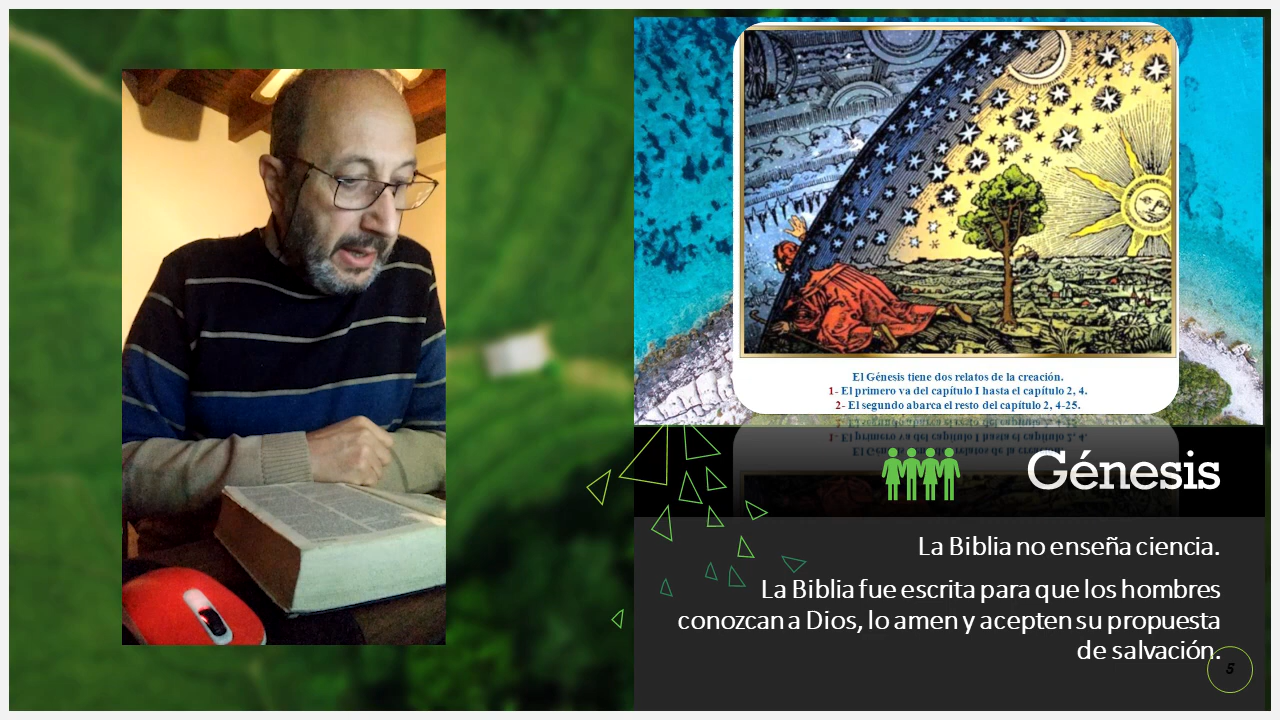 El Génesis tiene dos relatos de la creación.
1- El primero va del capítulo I hasta el capítulo 2, 4.
2- El segundo abarca el resto del capítulo 2, 4-25.
Génesis
La Biblia no enseña ciencia.
La Biblia fue escrita para que los hombres
conozcan a Dios, lo amen y acepten su propuesta
de salvación.
5